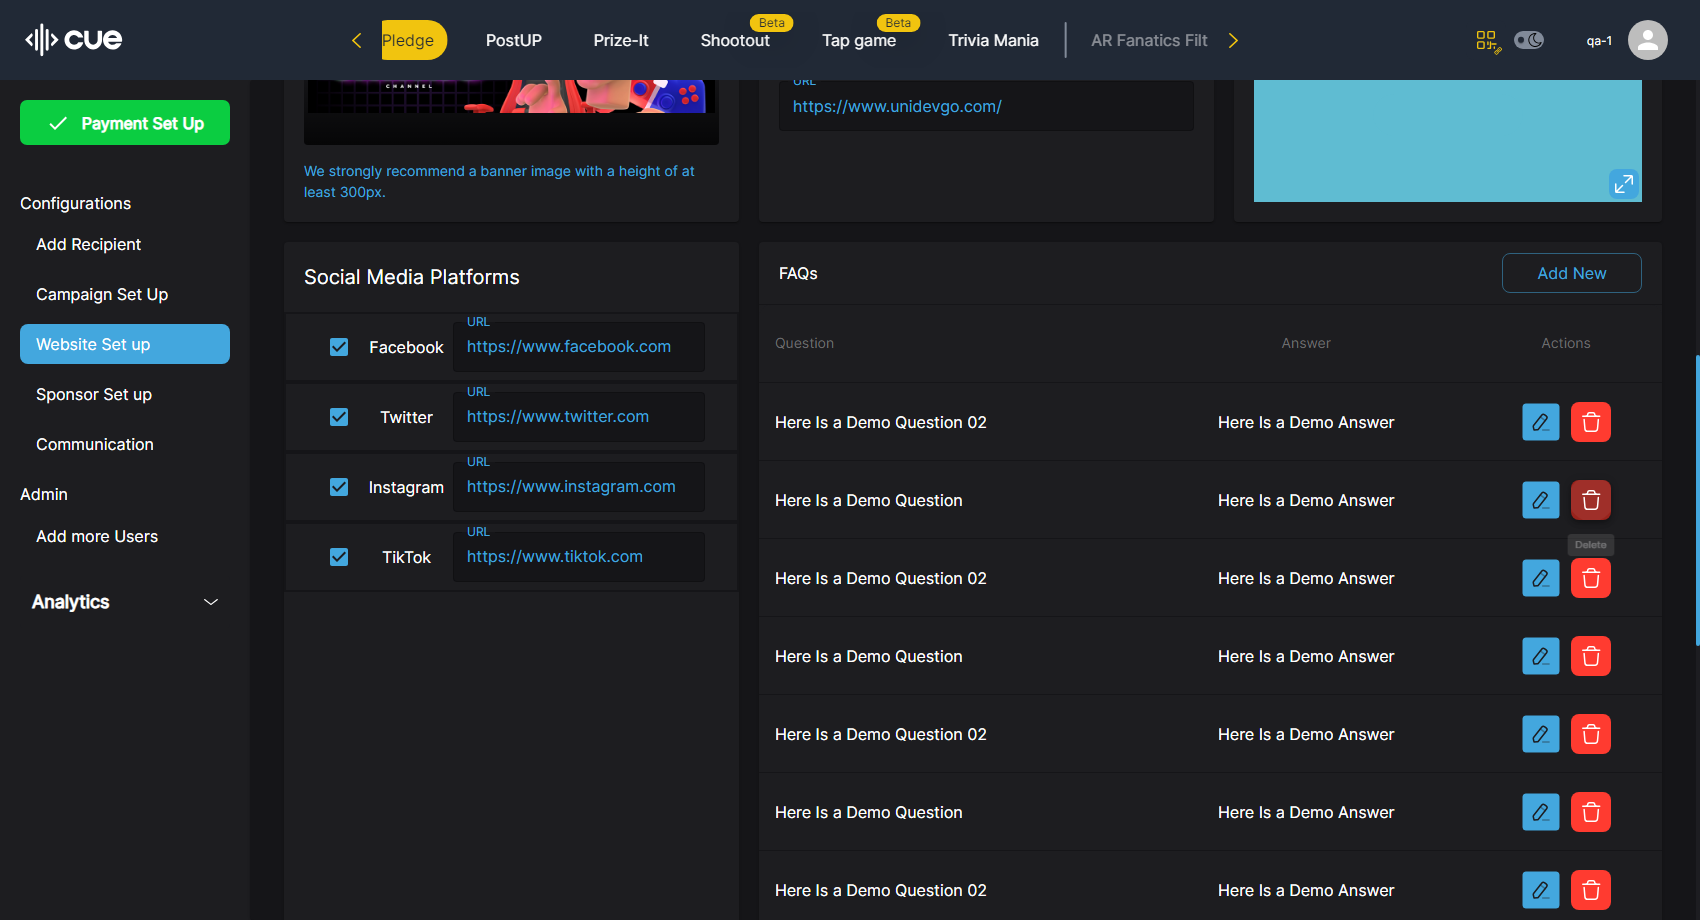 cue
Pledge
PostUP
Prize-It
Shootout
Beta
Tap game
Beta
Trivia Mania
AR Fanatics Filt
qa-1
Payment Set Up
Configurations
Add Recipient
Campaign Set Up
Website Set up
Sponsor Set up
Communication
Admin
Add more Users
Analytics
CHANNEL
We strongly recommend a banner image with a height of at
least 300px.
URL
https://www.unidevgo.com/
Social Media Platforms
Facebook
URL
https://www.facebook.com
Twitter
URL
https://www.twitter.com
Instagram
URL
https://www.instagram.com
TikTok
URL
https://www.tiktok.com
FAQs
Add New
Question Answer Actions
Here Is a Demo Question 02 Here Is a Demo Answer
Here Is a Demo Question Here Is a Demo Answer
Delete
Here Is a Demo Question 02 Here Is a Demo Answer
Here Is a Demo Question Here Is a Demo Answer
Here Is a Demo Question 02 Here Is a Demo Answer
Here Is a Demo Question Here Is a Demo Answer
Here Is a Demo Question 02 Here Is a Demo Answer